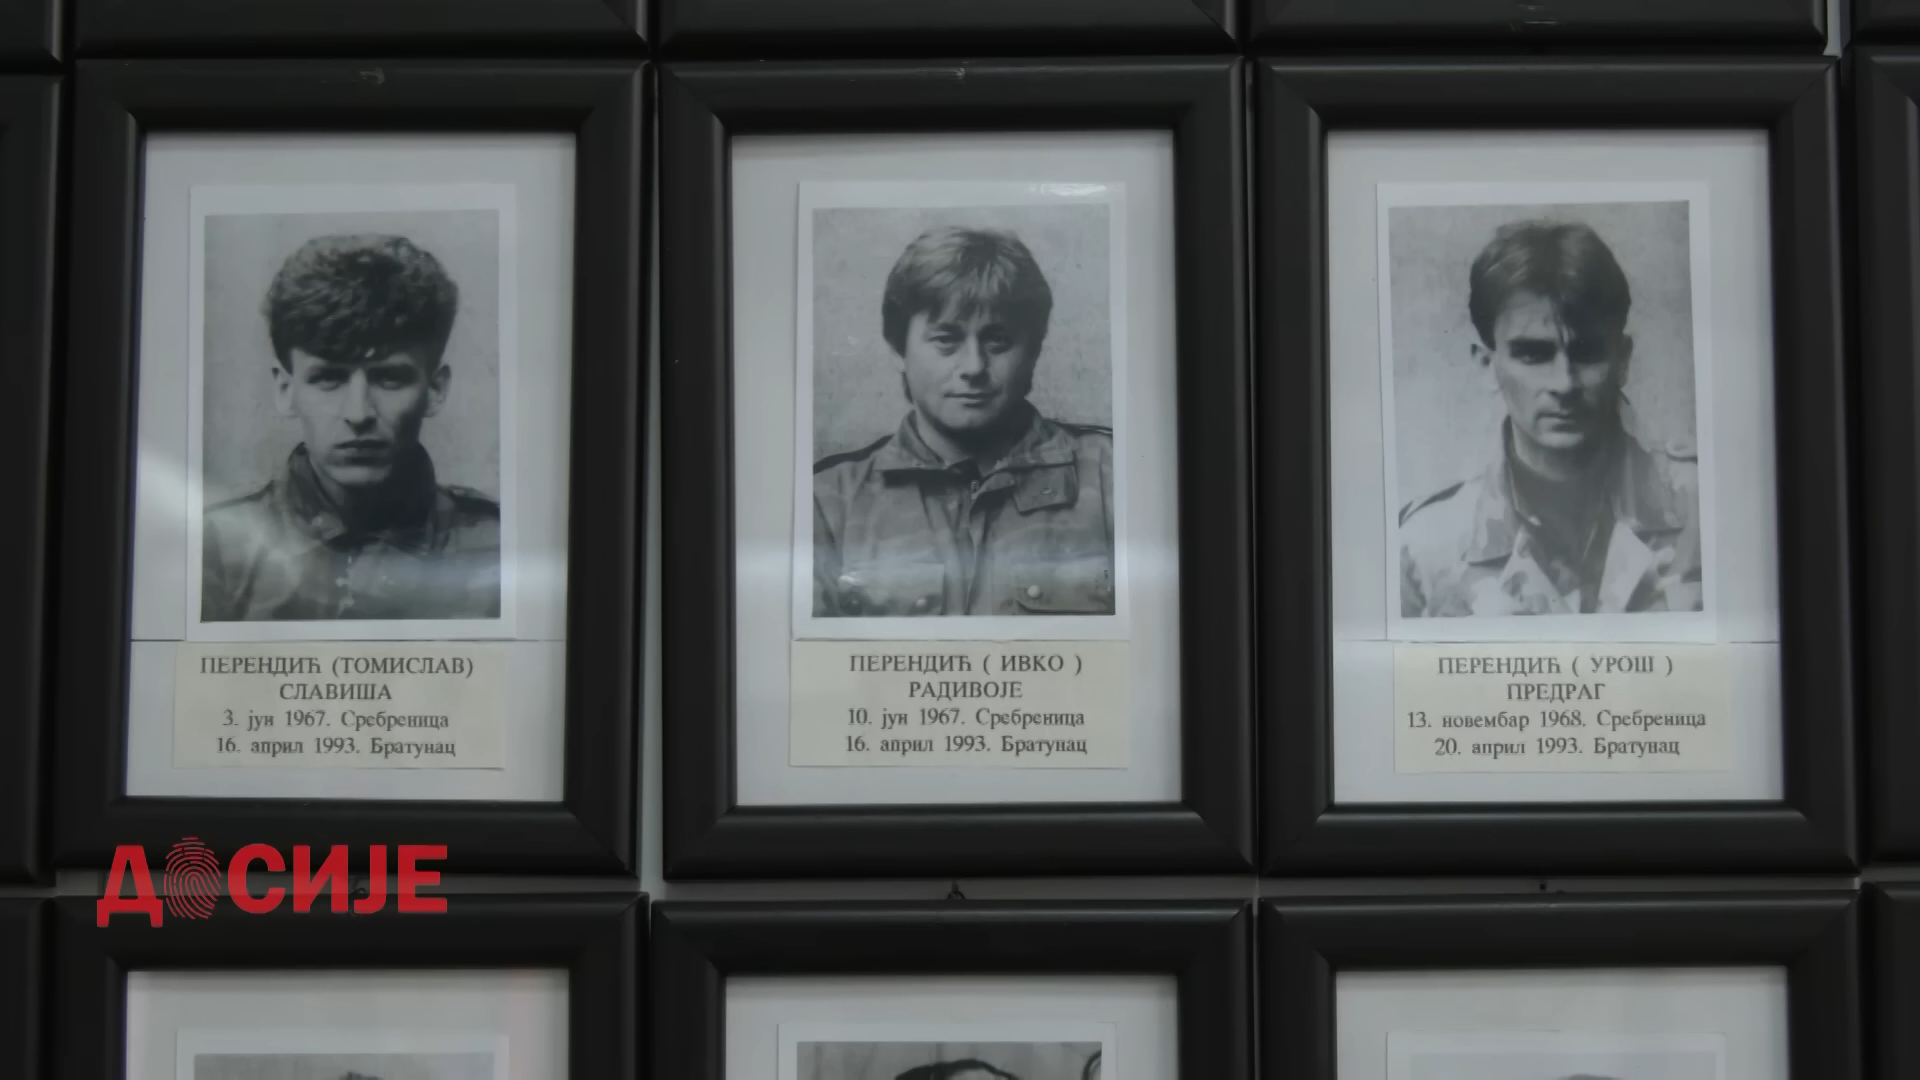 ПЕРЕНДИЋ (ТОМИСЛАВ)
СЛАВИША
3. јун 1967. Сребреница
16. април 1993. Братунац
ПЕРЕНДИЋ ( ИВКО )
РАДИВОЈЕ
10. јун 1967. Сребреница
16. април 1993. Братунац
ПЕРЕНДИЋ ( УРОШ )
ПРЕДРАГ
13. новембар 1968. Сребреница
20. април 1993. Братунац
ДОСИЈЕ